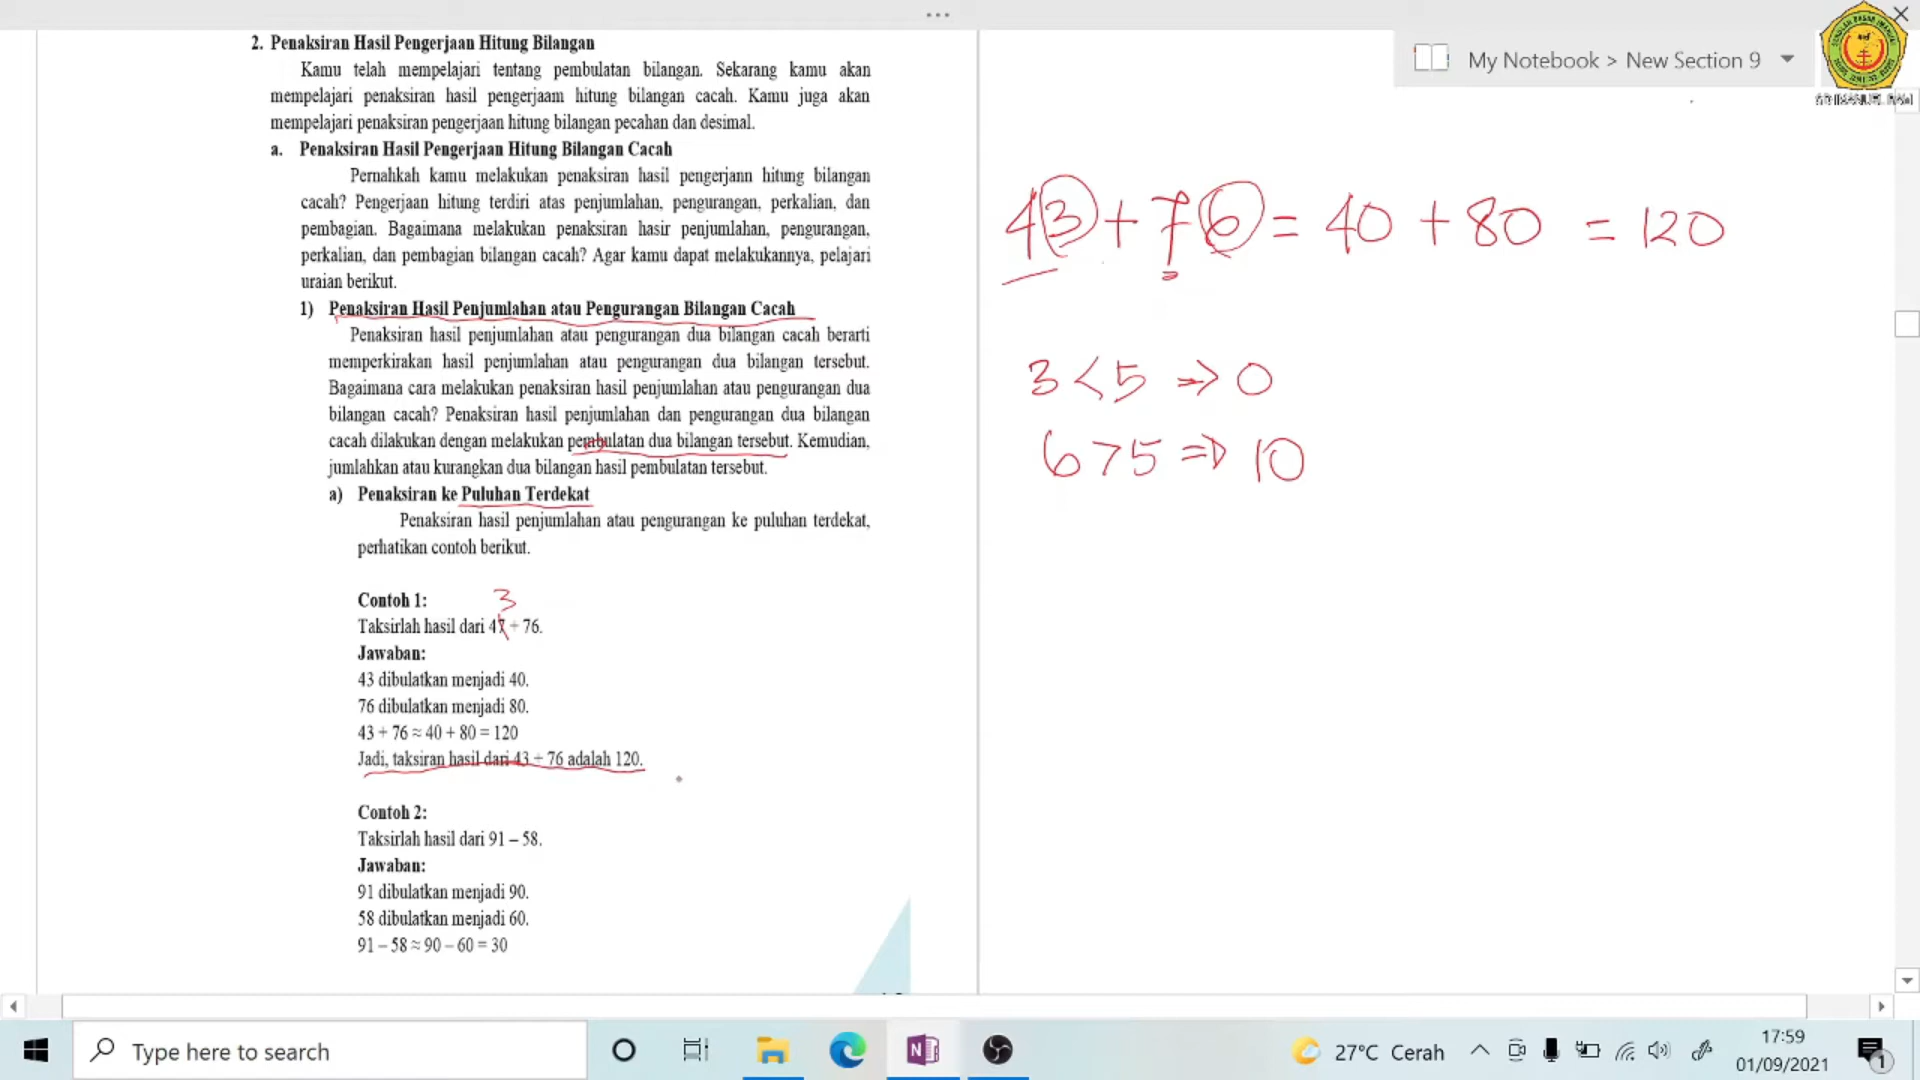 2. Penaksiran Hasil Pengerjaan Hitung Bilangan
Kamu telah mempelajari tentang pembulatan bilangan. Sekarang kamu akan
mempelajari penaksiran hasil pengerjaam hitung bilangan cacah. Kamu juga akan
mempelajari penaksiran pengerjaan hitung bilangan pecahan dan desimal.
a. Penaksiran Hasil Pengerjaan Hitung Bilangan Cacah
Pernahkah kamu melakukan penaksiran hasil pengerjann hitung bilangan
cacah? Pengerjaan hitung terdiri atas penjumlahan, pengurangan, perkalian, dan
pembagian. Bagaimana melakukan penaksiran hasir penjumlahan, pengurangan,
perkalian, dan pembagian bilangan cacah? Agar kamu dapat melakukannya, pelajari
uraian berikut.
1) Penaksiran Hasil Penjumlahan atau Pengurangan Bilangan Cacah
Penaksiran hasil penjumlahan atau pengurangan dua bilangan cacah berarti
memperkirakan hasil penjumlahan atau pengurangan dua bilangan tersebut.
Bagaimana cara melakukan penaksiran hasil penjumlahan atau pengurangan dua
bilangan cacah? Penaksiran hasil penjumlahan dan pengurangan dua bilangan
cacah dilakukan dengan melakukan pembulatan dua bilangan tersebut. Kemudian,
jumlahkan atau kurangkan dua bilangan hasil pembulatan tersebut.
a) Penaksiran ke Puluhan Terdekat
Penaksiran hasil penjumlahan atau pengurangan ke puluhan terdekat,
perhatikan contoh berikut.
Contoh 1:
3
Taksirlah hasil dari 47 + 76.
Jawaban:
43 dibulatkan menjadi 40.
76 dibulatkan menjadi 80.
43 + 76 ≈ 40 + 80 = 120
Jadi, taksiran hasil dari 43 + 76 adalah 120.
Contoh 2:
Taksirlah hasil dari 91 – 58.
Jawaban:
91 dibulatkan menjadi 90.
58 dibulatkan menjadi 60.
91 – 58 ≈ 90 – 60 = 30
My Notebook > New Section 9
43 + 76 = 40 + 80 = 120
3 < 5 => 0
6 > 5 => 10
Type here to search
27°C Cerah
17:59
01/09/2021
1